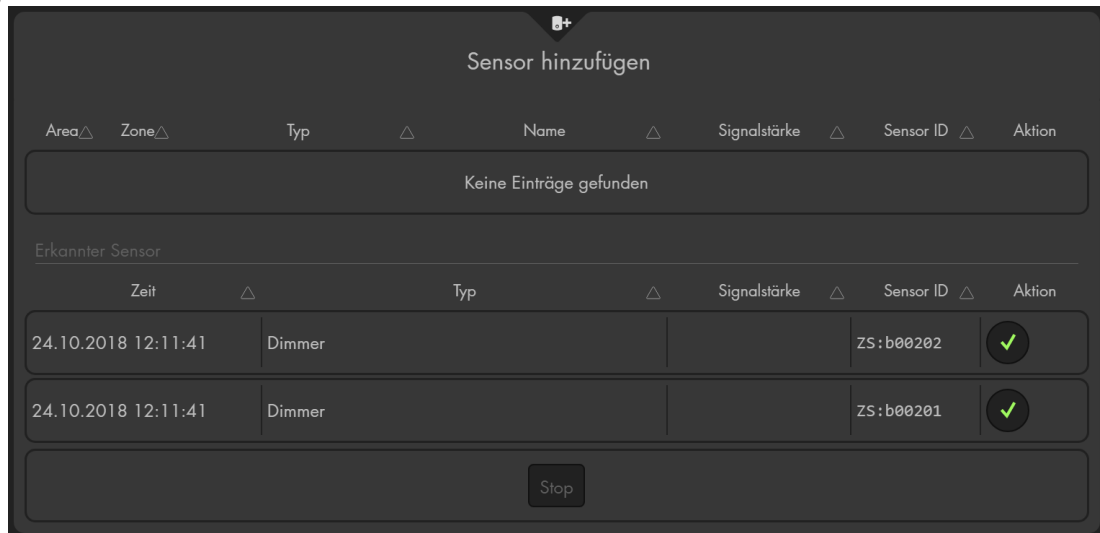 Sensor hinzufügen
Area Zone Typ Name Signalstärke Sensor ID Aktion
Keine Einträge gefunden
Erkannter Sensor
Zeit Typ Signalstärke Sensor ID Aktion
24.10.2018 12:11:41 Dimmer ZS:b00202
24.10.2018 12:11:41 Dimmer ZS:b00201
Stop